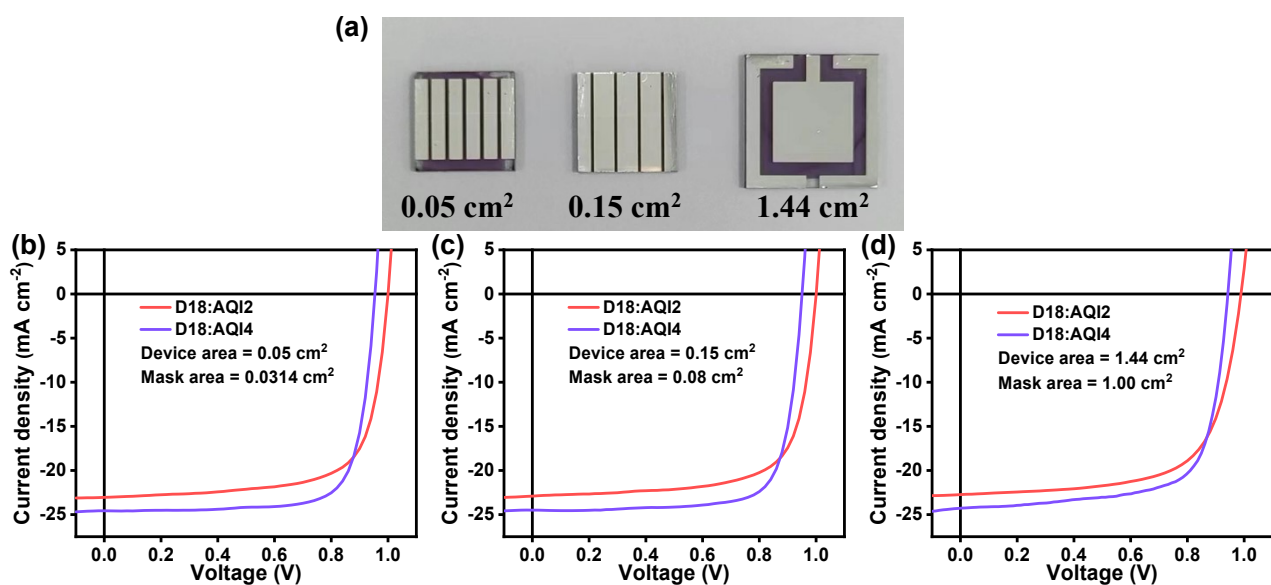 (a)
0.05 cm²
0.15 cm²
1.44 cm²
(b)
Current density (mA cm⁻²)
5
0
-5
-10
-15
-20
-25
D18:AQI2
D18:AQI4
Device area = 0.05 cm²
Mask area = 0.0314 cm²
0.0 0.2 0.4 0.6 0.8 1.0
Voltage (V)
(c)
Current density (mA cm⁻²)
5
0
-5
-10
-15
-20
-25
D18:AQI2
D18:AQI4
Device area = 0.15 cm²
Mask area = 0.08 cm²
0.0 0.2 0.4 0.6 0.8 1.0
Voltage (V)
(d)
Current density (mA cm⁻²)
5
0
-5
-10
-15
-20
-25
D18:AQI2
D18:AQI4
Device area = 1.44 cm²
Mask area = 1.00 cm²
0.0 0.2 0.4 0.6 0.8 1.0
Voltage (V)